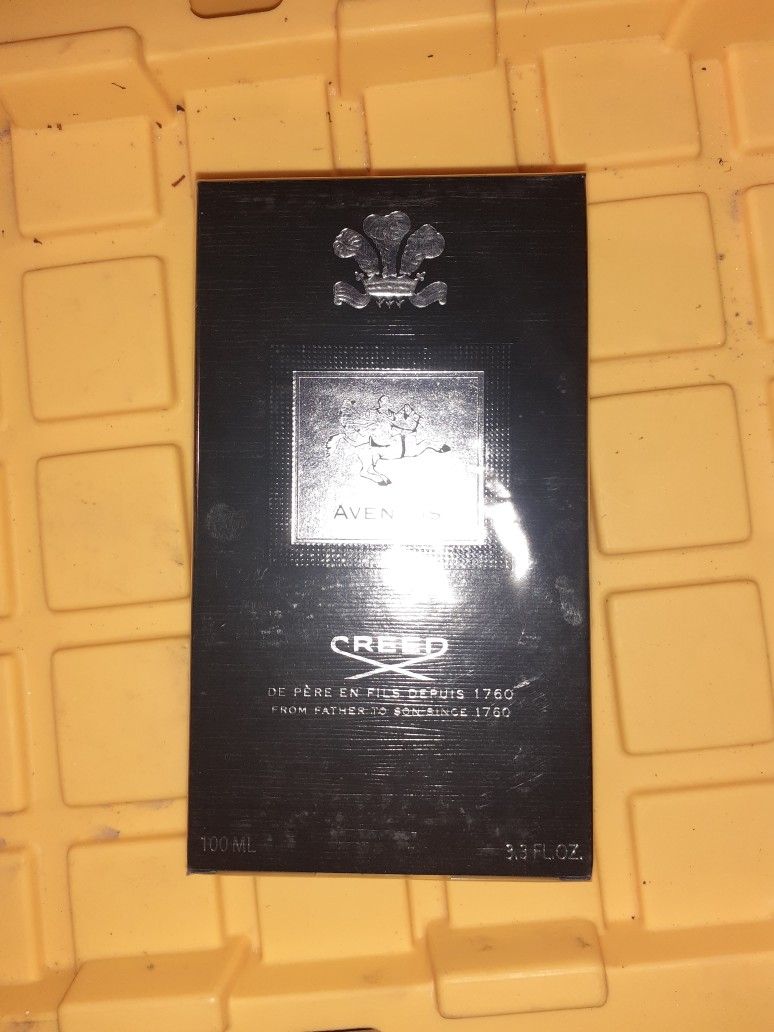 AVENTUS
CREED
DE PÈRE EN FILS DEPUIS 1760
FROM FATHER TO SON SINCE 1760
100 ML
3.3 FL.OZ.